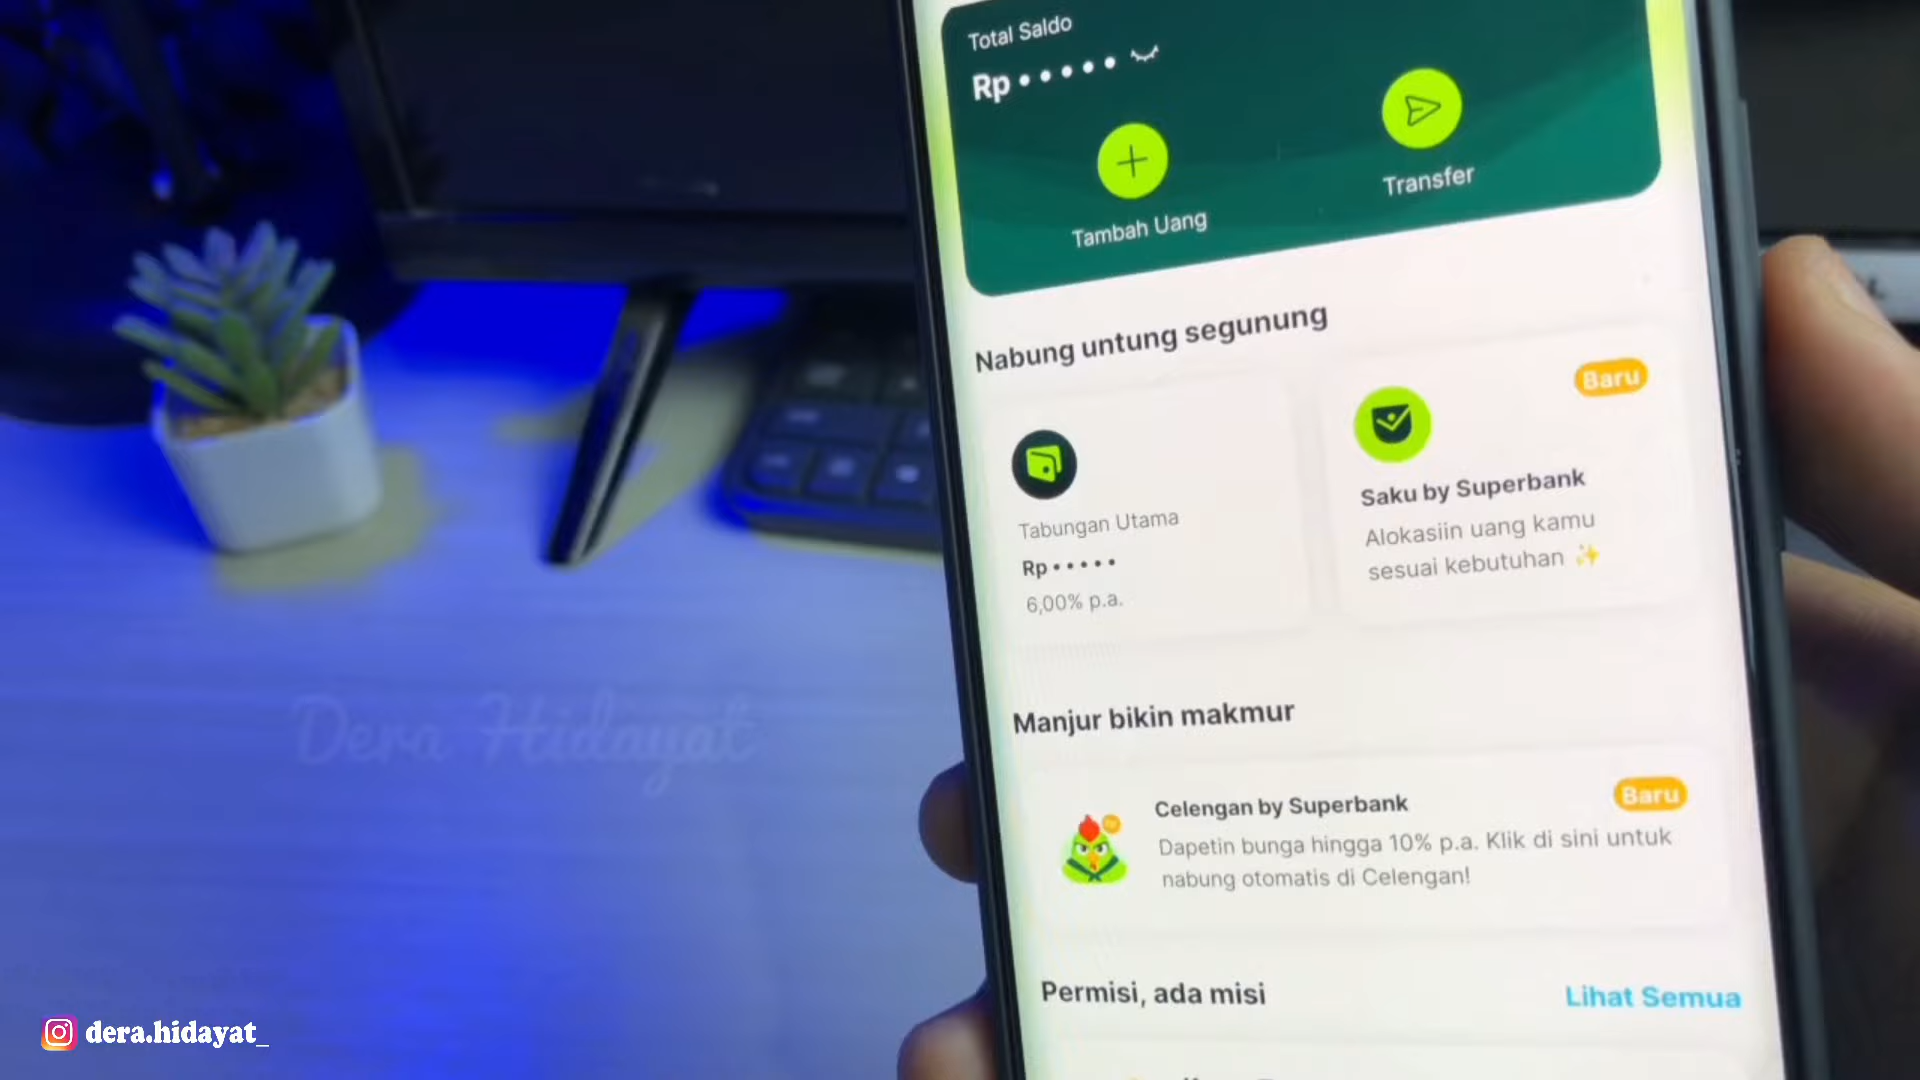 Total Saldo
Rp •••••
Tambah Uang
Transfer
Nabung untung segunung
Tabungan Utama
Rp •••••
6,00% p.a.
Baru
Saku by Superbank
Alokasiin uang kamu
sesuai kebutuhan ✨
Manjur bikin makmur
Celengan by Superbank
Baru
Dapetin bunga hingga 10% p.a. Klik di sini untuk
nabung otomatis di Celengan!
Permisi, ada misi
Lihat Semua
Dera Hidayat
dera.hidayat_